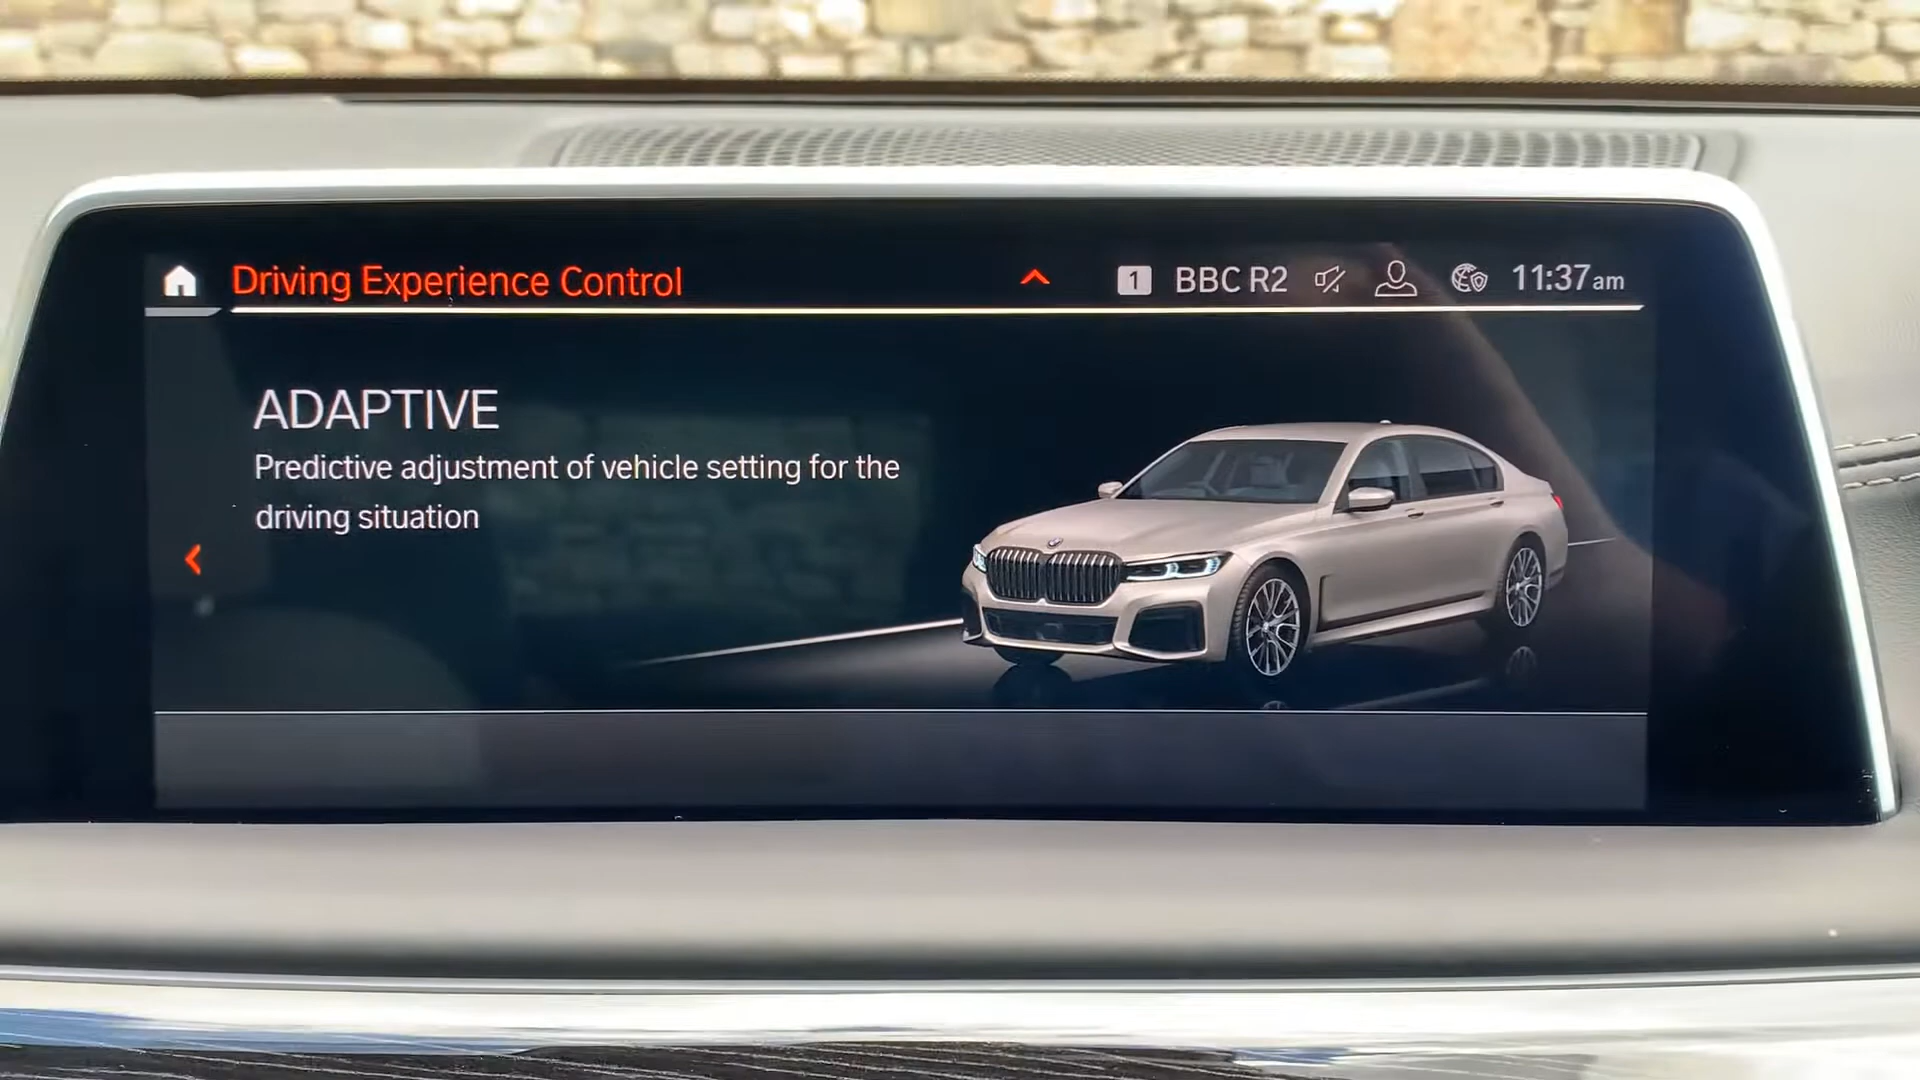 Driving Experience Control
1 BBC R2 11:37am
ADAPTIVE
Predictive adjustment of vehicle setting for the
driving situation